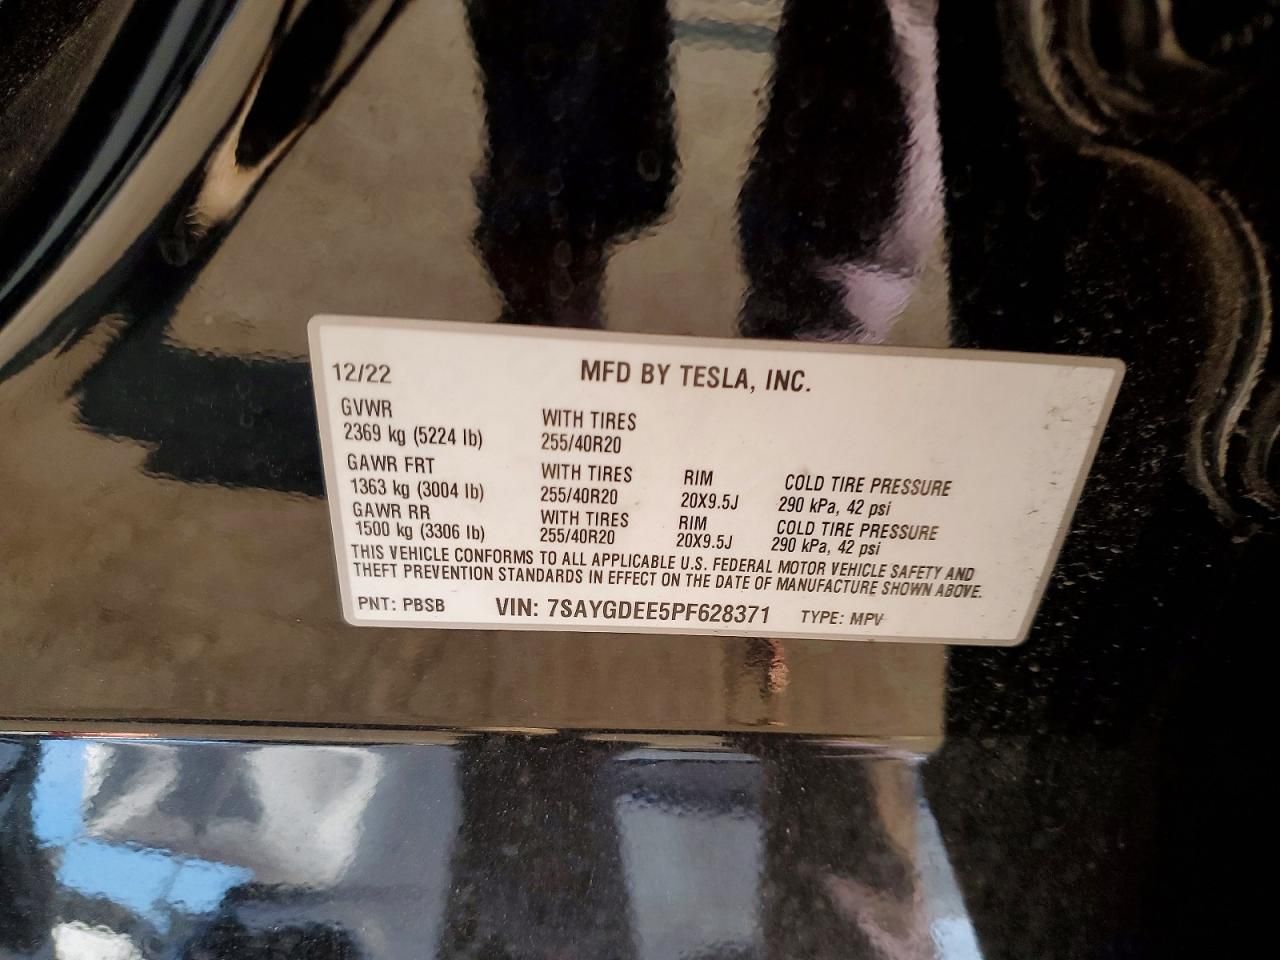 12/22 MFD BY TESLA, INC.
GVWR WITH TIRES
2369 kg (5224 lb) 255/40R20
GAWR FRT WITH TIRES RIM COLD TIRE PRESSURE
1363 kg (3004 lb) 255/40R20 20X9.5J 290 kPa, 42 psi
GAWR RR WITH TIRES RIM COLD TIRE PRESSURE
1500 kg (3306 lb) 255/40R20 20X9.5J 290 kPa, 42 psi
THIS VEHICLE CONFORMS TO ALL APPLICABLE U.S. FEDERAL MOTOR VEHICLE SAFETY AND
THEFT PREVENTION STANDARDS IN EFFECT ON THE DATE OF MANUFACTURE SHOWN ABOVE.
PNT: PBSB VIN: 7SAYGDEE5PF628371 TYPE: MPV